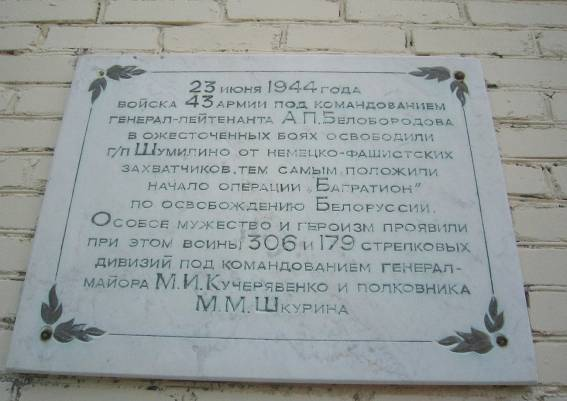 23 июня 1944 года
войска 43 армии под командованием
генерал-лейтенанта А.П.Белобородова
в ожесточенных боях освободили
г/п Шумилино от немецко-фашистских
захватчиков, тем самым положили
начало операции „Багратион"
по освобождению Белоруссии.
Особое мужество и героизм проявили
при этом воины 306 и 179 стрелковых
дивизий под командованием генерал-
майора М.И.Кучерявенко и полковника
М.М.Шкурина